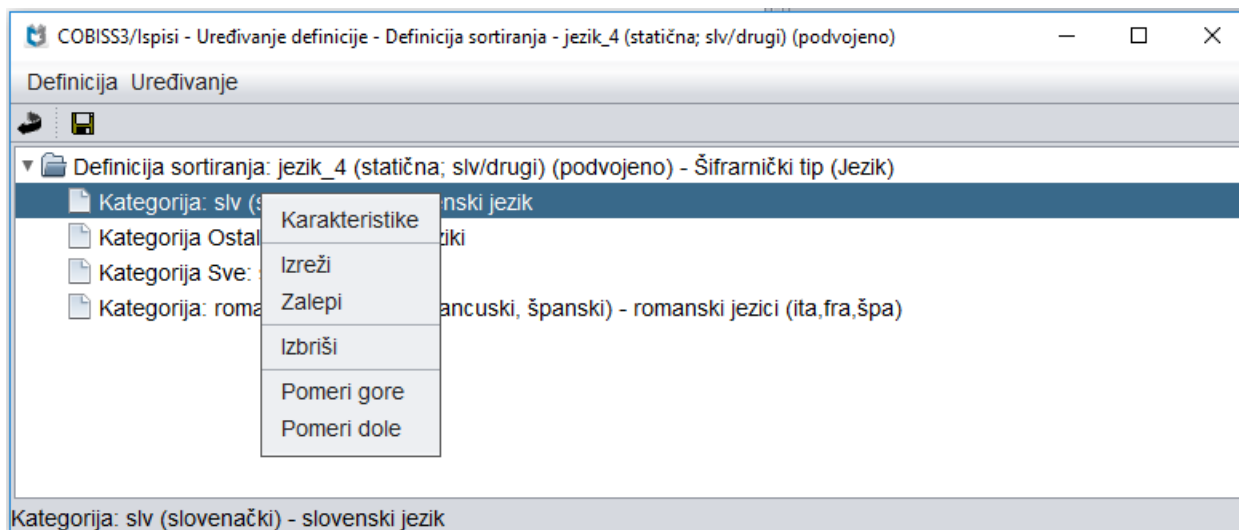 COBISS3/Ispisi - Uređivanje definicije - Definicija sortiranja - jezik_4 (statična; slv/drugi) (podvojeno)
Definicija Uređivanje
Definicija sortiranja: jezik_4 (statična; slv/drugi) (podvojeno) - Šifrarnički tip (Jezik)
Kategorija: slv (s nski jezik
Karakteristike
Kategorija Ostal ziki
Izreži
Kategorija Sve:
Zalepi
Kategorija: roma ancuski, španski) - romanski jezici (ita,fra,špa)
Izbriši
Pomeri gore
Pomeri dole
Kategorija: slv (slovenački) - slovenski jezik